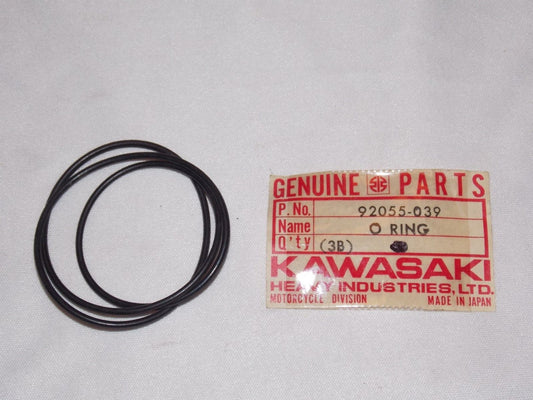 GENUINE PARTS
P. No. 92055-039
Name O RING
Q'ty (3B)
KAWASAKI
HEAVY INDUSTRIES, LTD.
MOTORCYCLE DIVISION MADE IN JAPAN